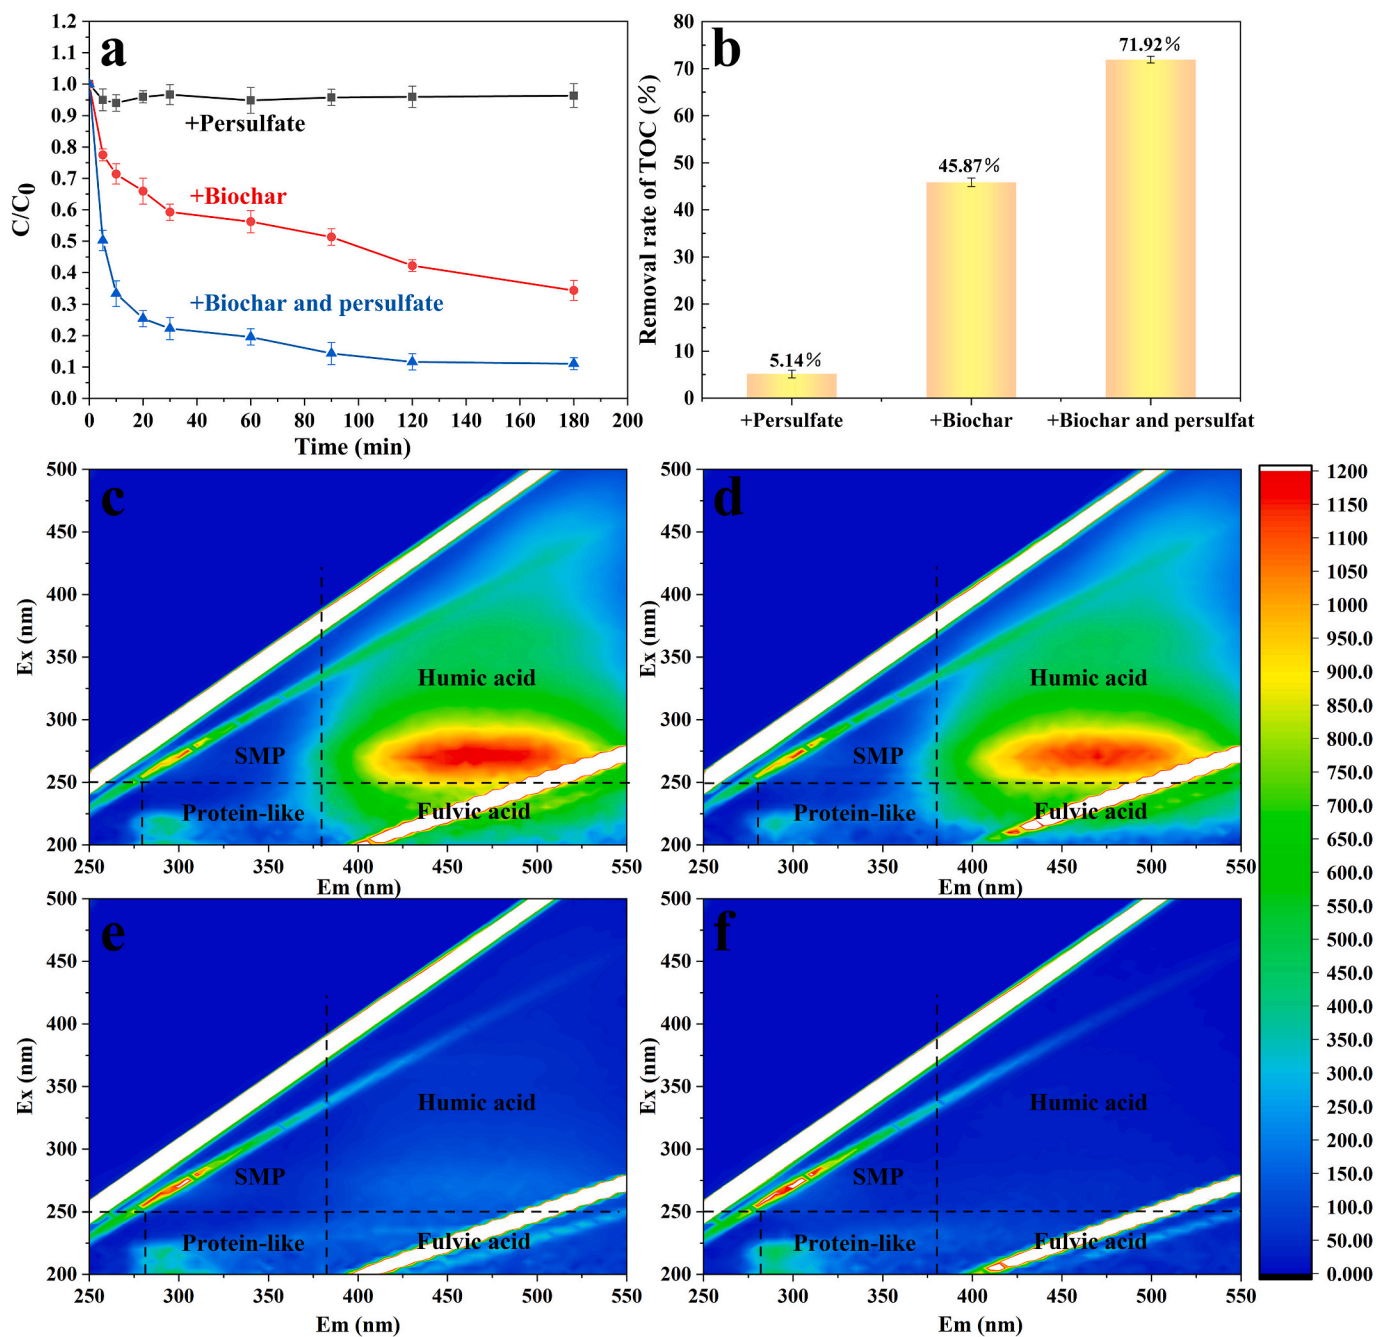 a
1.2
1.1
1.0
0.9
0.8
0.7
0.6
0.5
0.4
0.3
0.2
0.1
0.0
C/C0
+Persulfate
+Biochar
+Biochar and persulfate
0 20 40 60 80 100 120 140 160 180 200
Time (min)
b
80
70
60
50
40
30
20
10
0
Removal rate of TOC (%)
5.14%
45.87%
71.92%
+Persulfate +Biochar +Biochar and persulfat
c
500
450
400
350
300
250
200
Ex (nm)
Humic acid
SMP
Protein-like
Fulvic acid
250 300 350 400 450 500 550
Em (nm)
d
500
450
400
350
300
250
200
Ex (nm)
Humic acid
SMP
Protein-like
Fulvic acid
250 300 350 400 450 500 550
Em (nm)
1200
1150
1100
1050
1000
950.0
900.0
850.0
800.0
750.0
700.0
650.0
600.0
550.0
500.0
450.0
400.0
350.0
300.0
250.0
200.0
150.0
100.0
50.00
0.000
e
500
450
400
350
300
250
200
Ex (nm)
Humic acid
SMP
Protein-like
Fulvic acid
250 300 350 400 450 500 550
Em (nm)
f
500
450
400
350
300
250
200
Ex (nm)
Humic acid
SMP
Protein-like
Fulvic acid
250 300 350 400 450 500 550
Em (nm)